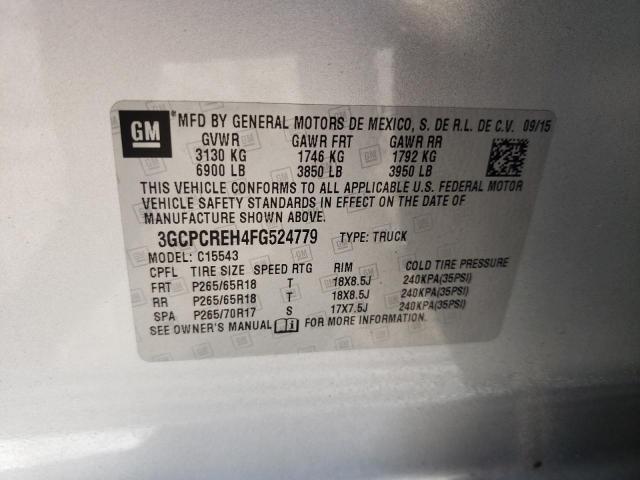 GM
*MFD BY GENERAL MOTORS DE MEXICO, S. DE R.L. DE C.V. 09/15
GVWR GAWR FRT GAWR RR
3130 KG 1746 KG 1792 KG
6900 LB 3850 LB 3950 LB
THIS VEHICLE CONFORMS TO ALL APPLICABLE U.S. FEDERAL MOTOR
VEHICLE SAFETY STANDARDS IN EFFECT ON THE DATE OF
MANUFACTURE SHOWN ABOVE.
3GCPCREH4FG524779 TYPE: TRUCK
MODEL: C15543
CPFL TIRE SIZE SPEED RTG RIM COLD TIRE PRESSURE
FRT P265/65R18 T 18X8.5J 240KPA(35PSI)
RR P265/65R18 T 18X8.5J 240KPA(35PSI)
SPA P265/70R17 S 17X7.5J 240KPA(35PSI)
SEE OWNER'S MANUAL FOR MORE INFORMATION.